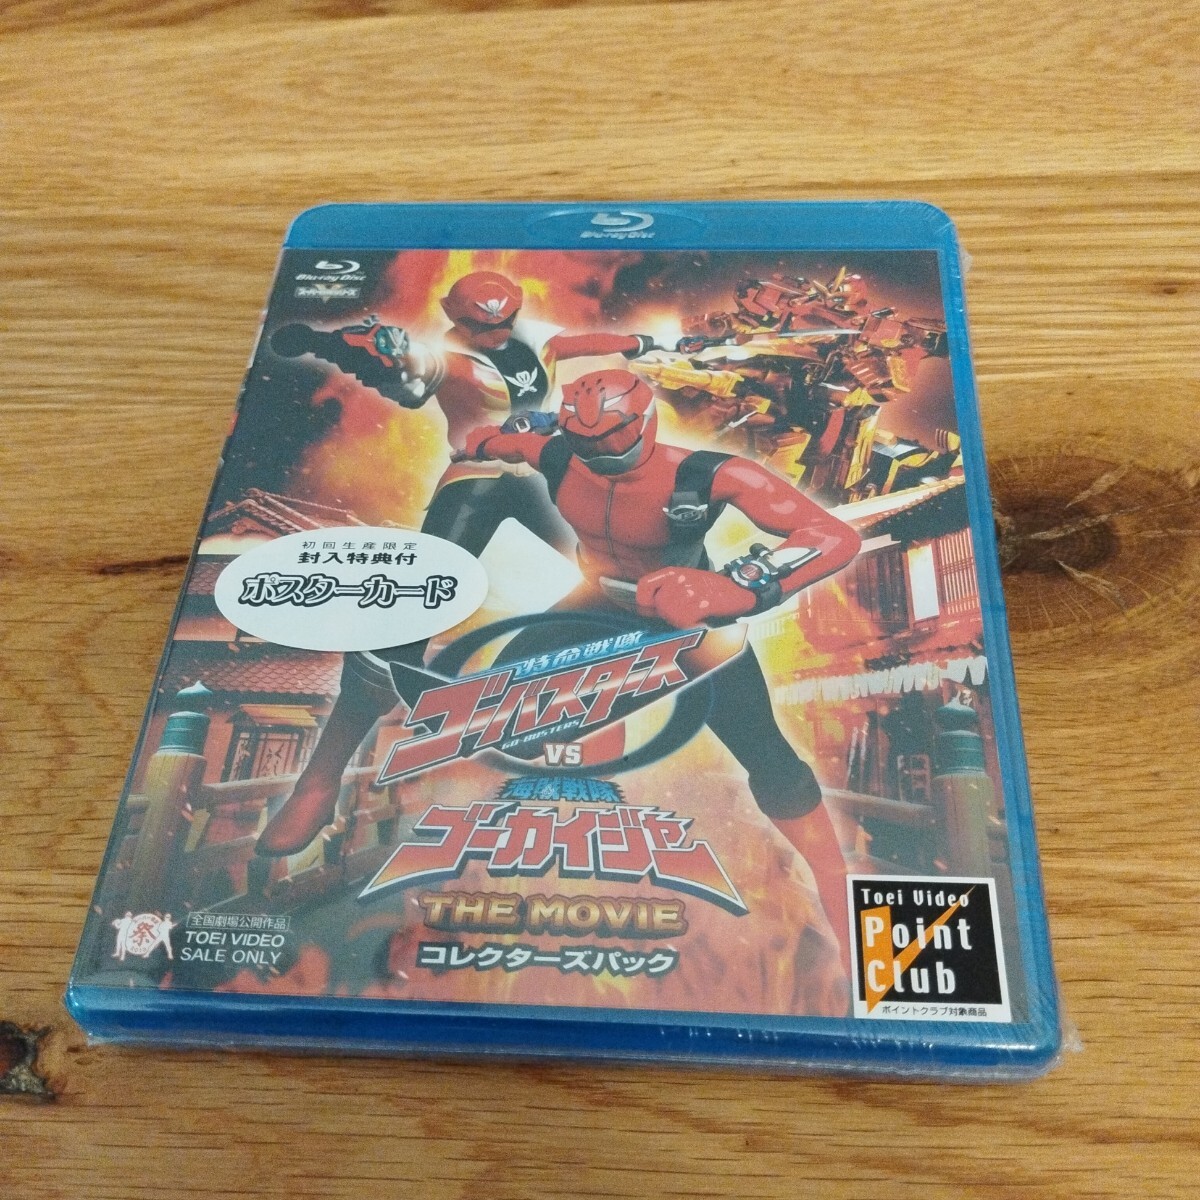 Blu-ray Disc
Blu-ray Disc
初回生産限定
封入特典付
ポスターカード
特命戦隊
ゴーバスターズ
GO-BUSTERS
VS
海賊戦隊
ゴーカイジャー
THE MOVIE
コレクターズパック
祭
全国劇場公開作品
TOEI VIDEO
SALE ONLY
Toei Video
Point
Club
ポイントクラブ対象商品